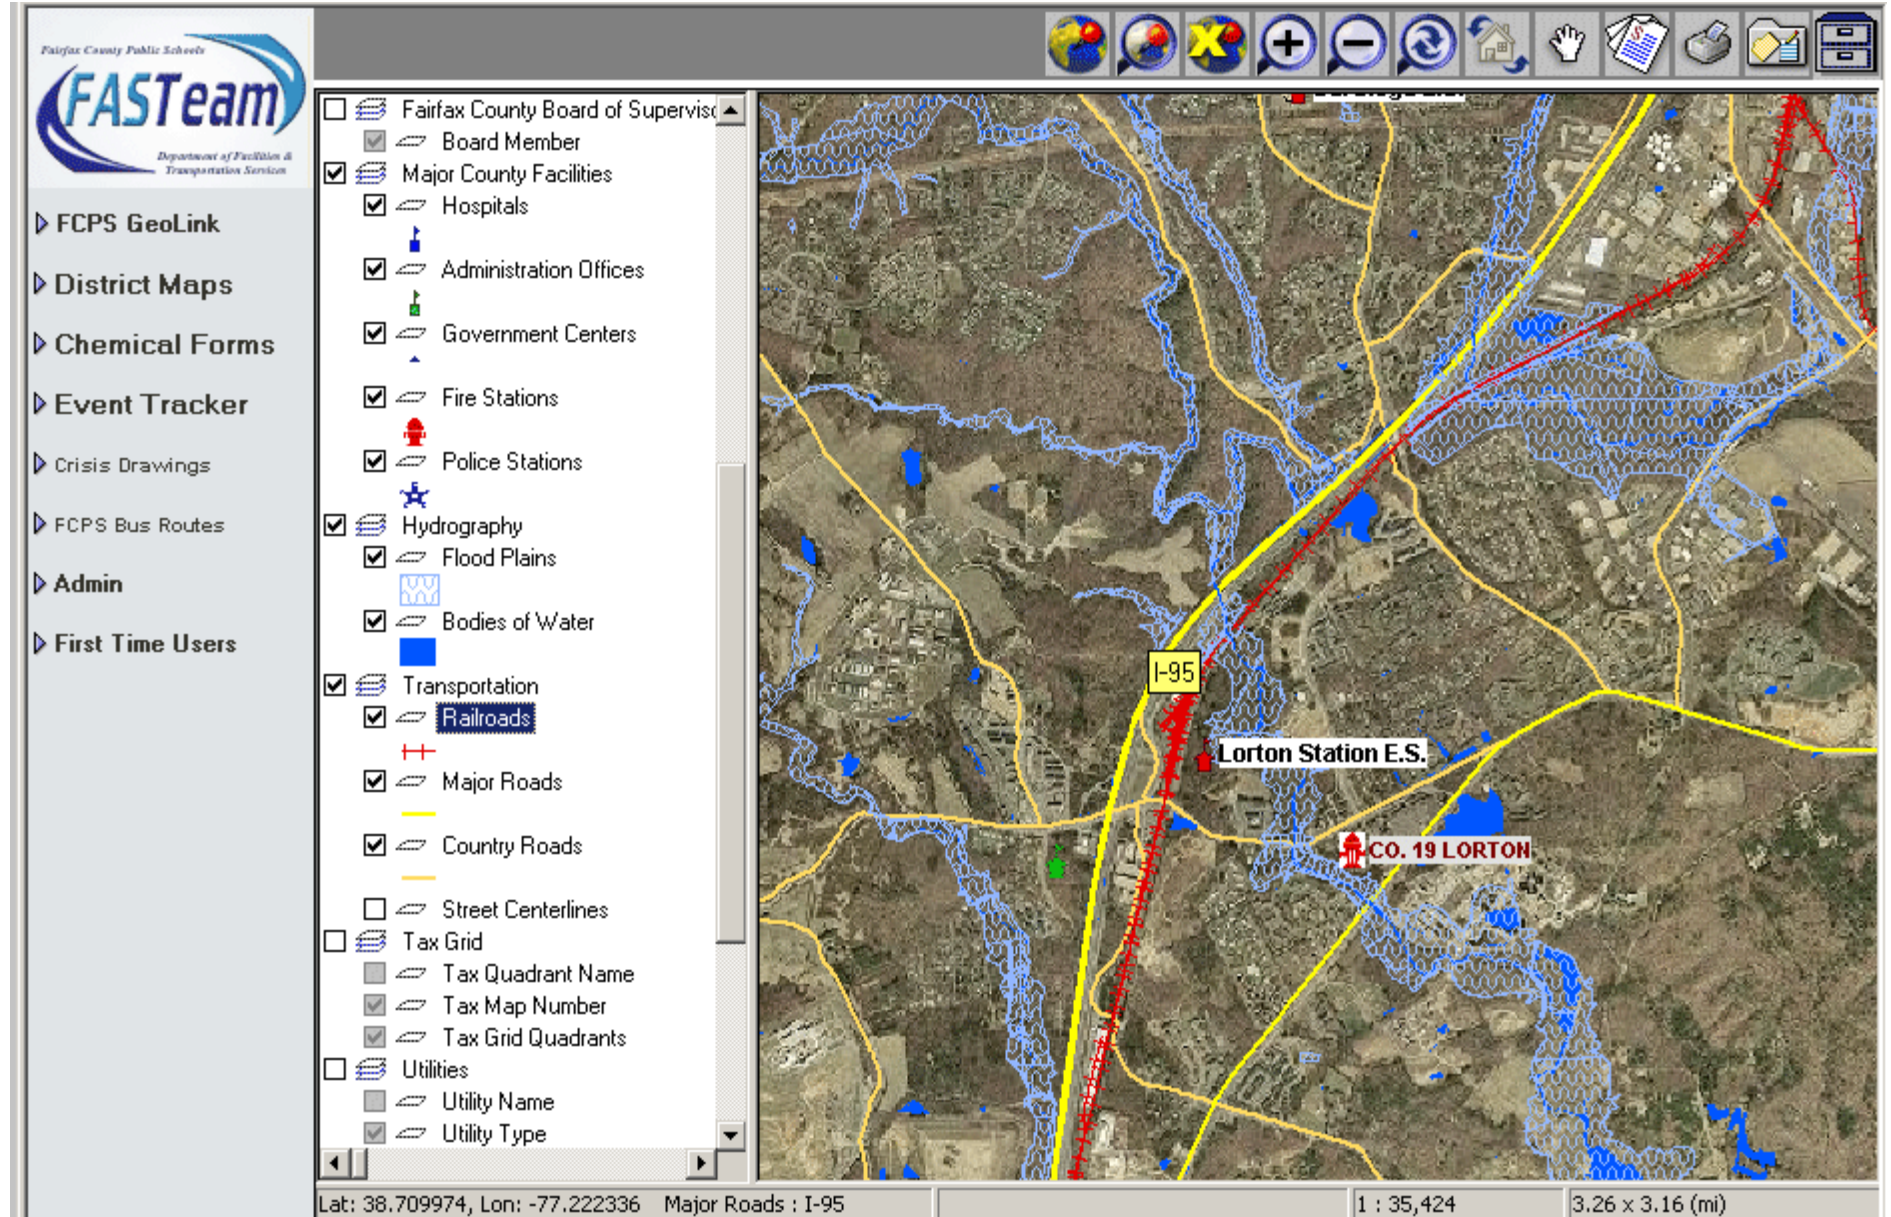 Fairfax County Public Schools
FASTeam
Department of Facilities &
Transportation Services
FCPS GeoLink
District Maps
Chemical Forms
Event Tracker
Crisis Drawings
FCPS Bus Routes
Admin
First Time Users
Fairfax County Board of Superviso
Board Member
Major County Facilities
Hospitals
Administration Offices
Government Centers
Fire Stations
Police Stations
Hydrography
Flood Plains
Bodies of Water
Transportation
Railroads
Major Roads
Country Roads
Street Centerlines
Tax Grid
Tax Quadrant Name
Tax Map Number
Tax Grid Quadrants
Utilities
Utility Name
Utility Type
I-95
Lorton Station E.S.
CO. 19 LORTON
Lat: 38.709974, Lon: -77.222336 Major Roads : I-95
1 : 35,424
3.26 x 3.16 (mi)